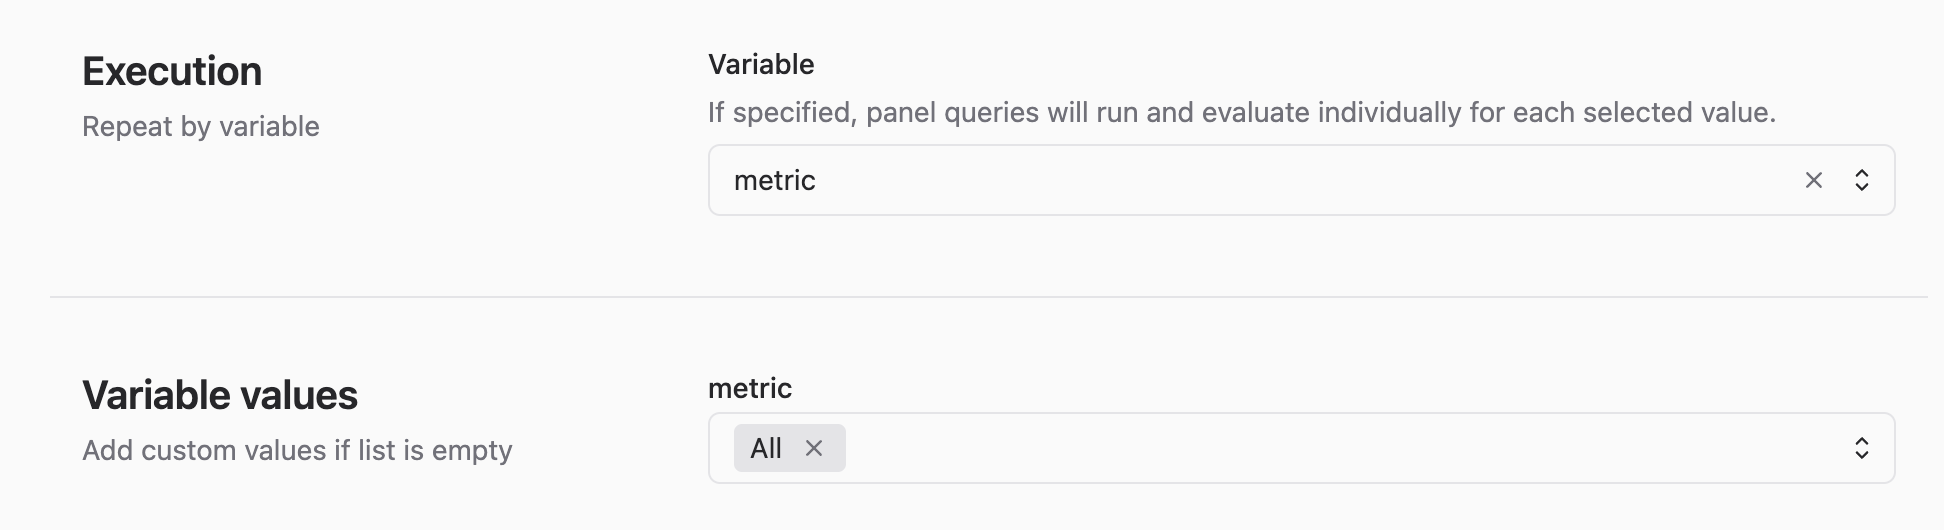 Execution
Repeat by variable
Variable
If specified, panel queries will run and evaluate individually for each selected value.
metric
Variable values
Add custom values if list is empty
metric
All